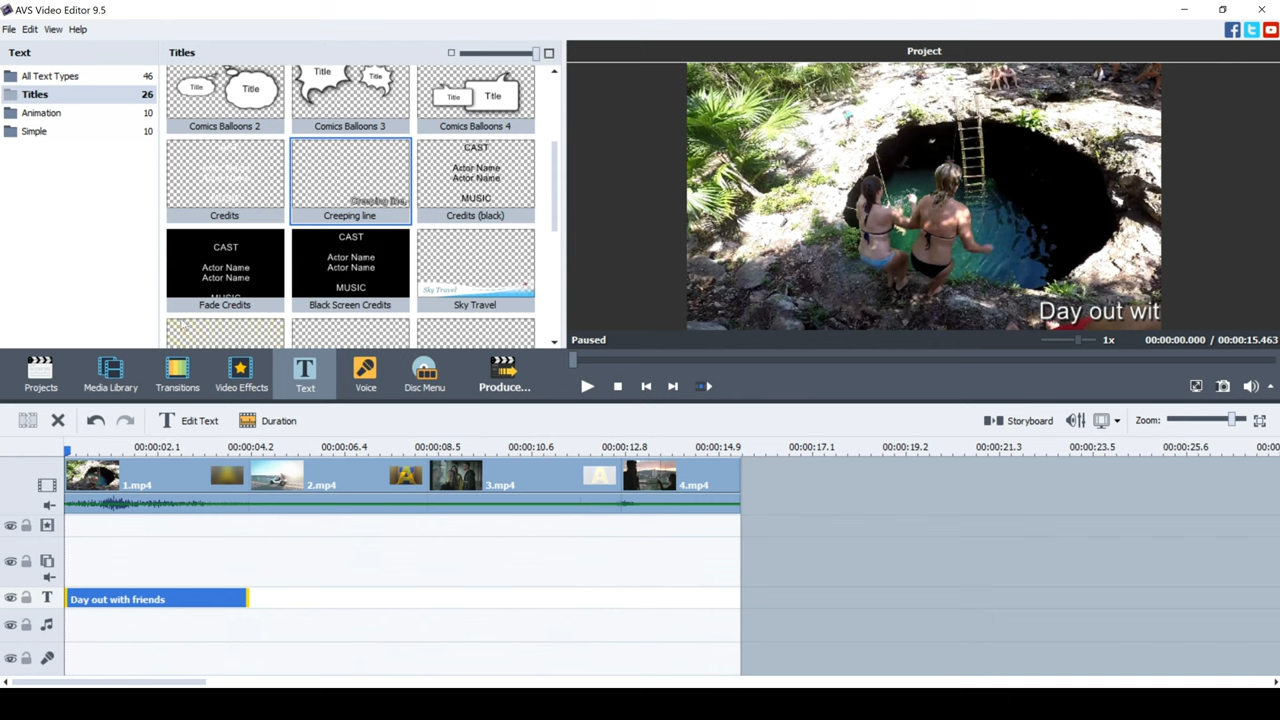 AVS Video Editor 9.5
File Edit View Help
Text
All Text Types 46
Titles 26
Animation 10
Simple 10
Titles
Title Title
Comics Balloons 2
Title Title
Comics Balloons 3
Title Title
Comics Balloons 4
Credits
Creeping line
Creeping line
CAST
Actor Name
Actor Name
MUSIC
Credits (black)
CAST
Actor Name
Actor Name
MUSIC
Fade Credits
CAST
Actor Name
Actor Name
MUSIC
Black Screen Credits
Sky Travel
Sky Travel
Project
Day out wit
Paused 1x 00:00:00.000 / 00:00:15.463
Projects Media Library Transitions Video Effects Text Voice Disc Menu Produce...
Edit Text Duration Storyboard Zoom:
00:00:02.1 00:00:04.2 00:00:06.4 00:00:08.5 00:00:10.6 00:00:12.8 00:00:14.9 00:00:17.1 00:00:19.2 00:00:21.3 00:00:23.5 00:00:25.6 00:0
1.mp4 2.mp4 A 3.mp4 A 4.mp4
Day out with friends